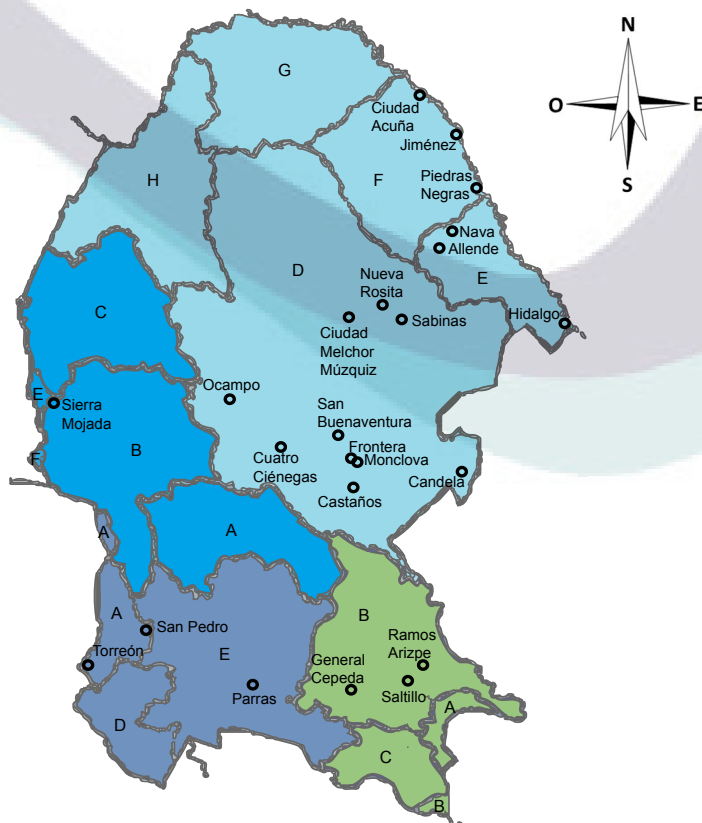 N
O
E
S
G
Ciudad
Acuña
Jiménez
F
H
Piedras
Negras
Nava
Allende
D
E
Nueva
Rosita
Sabinas
Hidalgo
C
Ciudad
Melchor
Múzquiz
Ocampo
E
Sierra
Mojada
San
Buenaventura
B
Frontera
Monclova
F
Cuatro
Ciénegas
Candela
Castaños
A
A
A
B
San Pedro
Ramos
Arizpe
Torreón
E
General
Cepeda
Saltillo
Parras
A
D
C
B